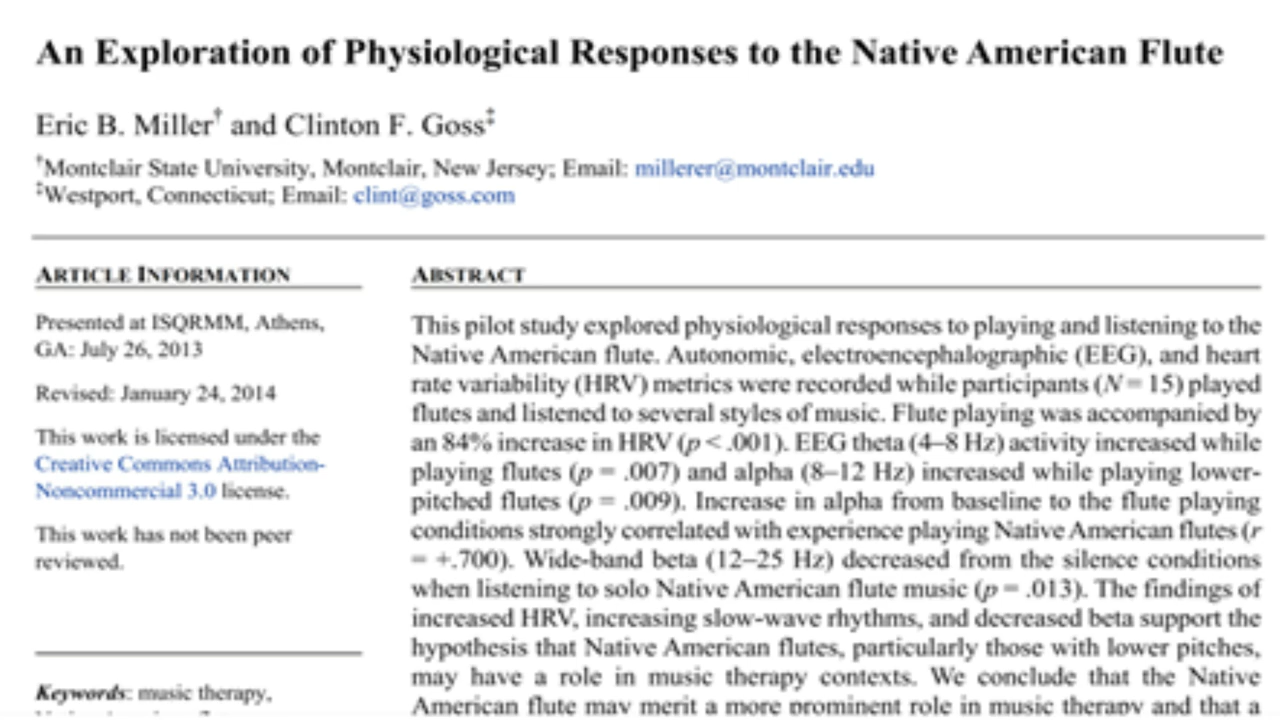 An Exploration of Physiological Responses to the Native American Flute
Eric B. Miller† and Clinton F. Goss‡
†Montclair State University, Montclair, New Jersey; Email: millerer@montclair.edu
‡Westport, Connecticut; Email: clint@goss.com
ARTICLE INFORMATION
Presented at ISQRMM, Athens,
GA: July 26, 2013
Revised: January 24, 2014
This work is licensed under the
Creative Commons Attribution-
Noncommercial 3.0 license.
This work has not been peer
reviewed.
Keywords: music therapy,
ABSTRACT
This pilot study explored physiological responses to playing and listening to the
Native American flute. Autonomic, electroencephalographic (EEG), and heart
rate variability (HRV) metrics were recorded while participants (N = 15) played
flutes and listened to several styles of music. Flute playing was accompanied by
an 84% increase in HRV (p < .001). EEG theta (4–8 Hz) activity increased while
playing flutes (p = .007) and alpha (8–12 Hz) increased while playing lower-
pitched flutes (p = .009). Increase in alpha from baseline to the flute playing
conditions strongly correlated with experience playing Native American flutes (r
= +.700). Wide-band beta (12–25 Hz) decreased from the silence conditions
when listening to solo Native American flute music (p = .013). The findings of
increased HRV, increasing slow-wave rhythms, and decreased beta support the
hypothesis that Native American flutes, particularly those with lower pitches,
may have a role in music therapy contexts. We conclude that the Native
American flute may merit a more prominent role in music therapy and that a